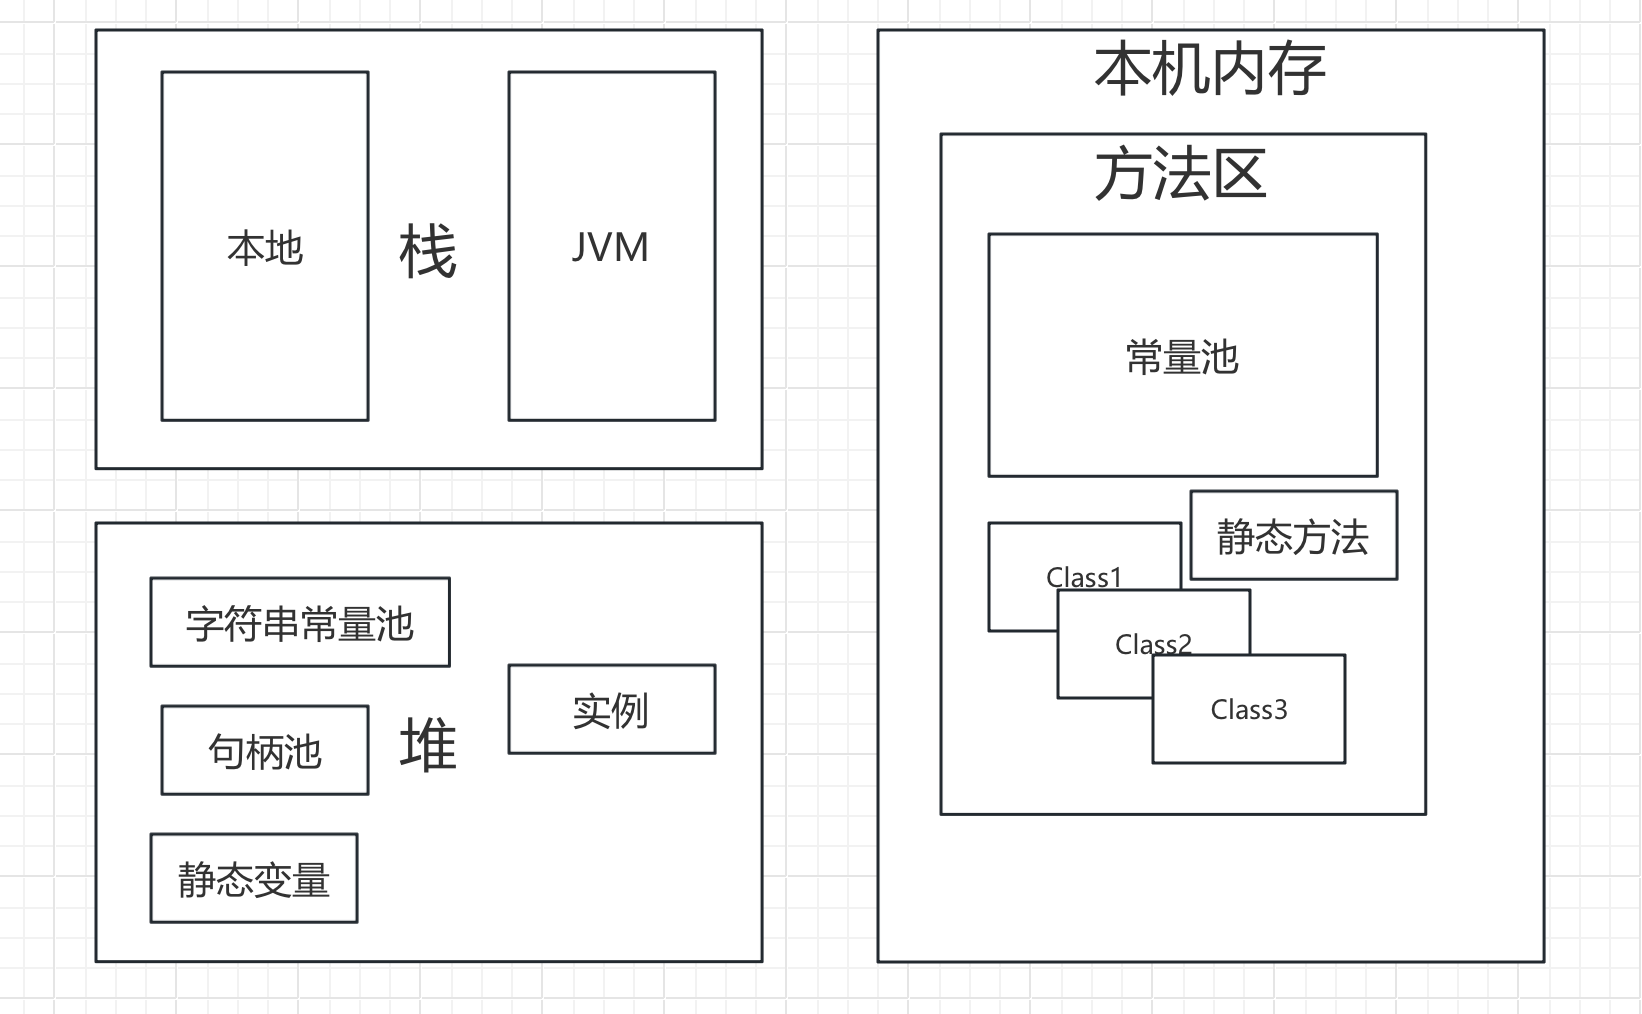 本地
栈
JVM
字符串常量池
句柄池
堆
实例
静态变量
本机内存
方法区
常量池
静态方法
Class1
Class2
Class3